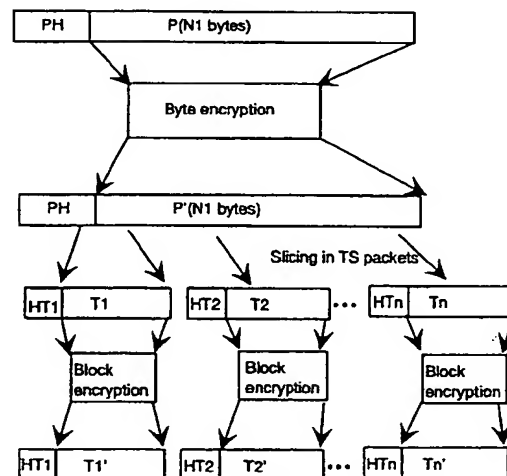 PH P(N1 bytes)
Byte encryption
PH P'(N1 bytes)
Slicing in TS packets
HT1 T1 HT2 T2 ••• HTn Tn
Block encryption
Block encryption
Block encryption
HT1 T1' HT2 T2' ••• HTn Tn'